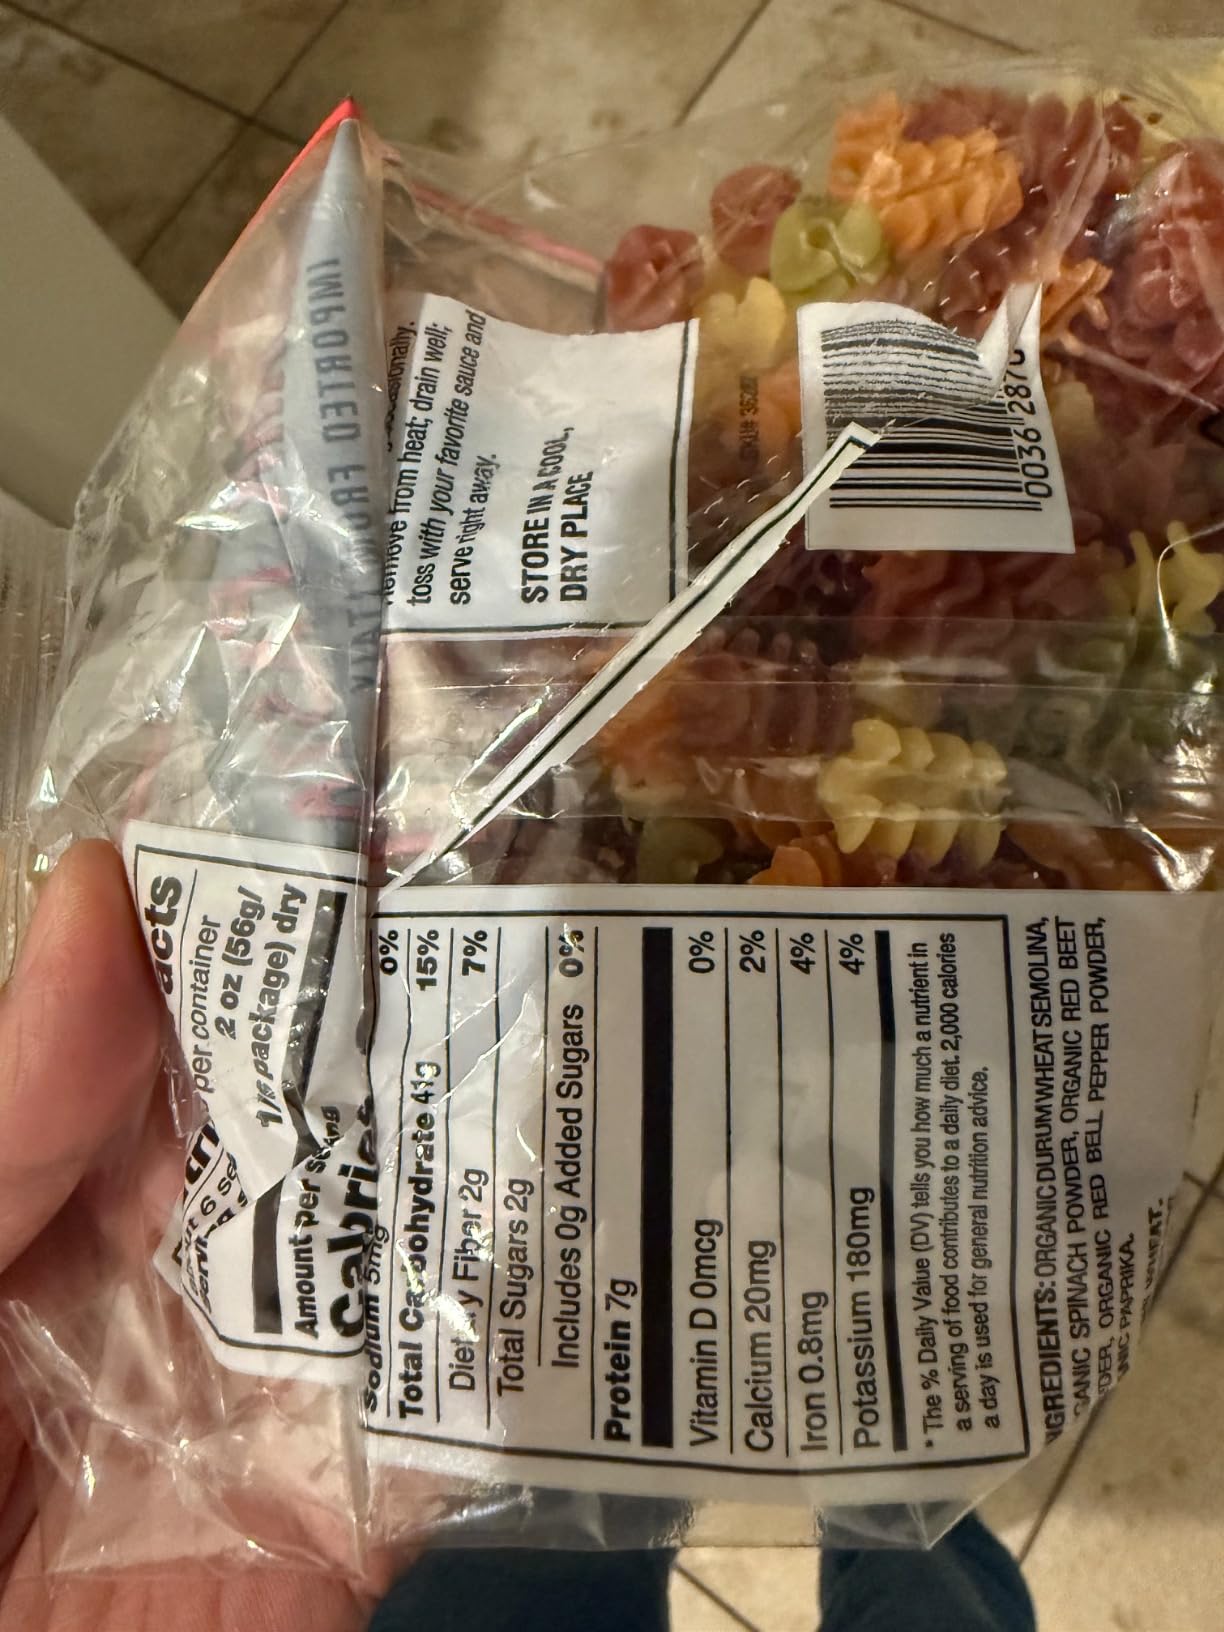 IMPORTED FROM ITALY
from heat; drain well;
toss with your favorite sauce and
serve right away.
STORE IN A COOL,
DRY PLACE
SKU# 3628
0036 287
acts
per container
2 oz (56g/
package) dry
Amount per
Calories
0%
Sodium 5mg
Total Carbohydrate 41g 15%
Dietary Fiber 2g 7%
Total Sugars 2g
Includes 0g Added Sugars 0%
Protein 7g
Vitamin D 0mcg 0%
Calcium 20mg 2%
Iron 0.8mg 4%
Potassium 180mg 4%
* The % Daily Value (DV) tells you how much a nutrient in
a serving of food contributes to a daily diet. 2,000 calories
a day is used for general nutrition advice.
INGREDIENTS: ORGANIC DURUM WHEAT SEMOLINA,
ORGANIC SPINACH POWDER, ORGANIC RED BEET
POWDER, ORGANIC RED BELL PEPPER POWDER,
PAPRIKA.
WHEAT.